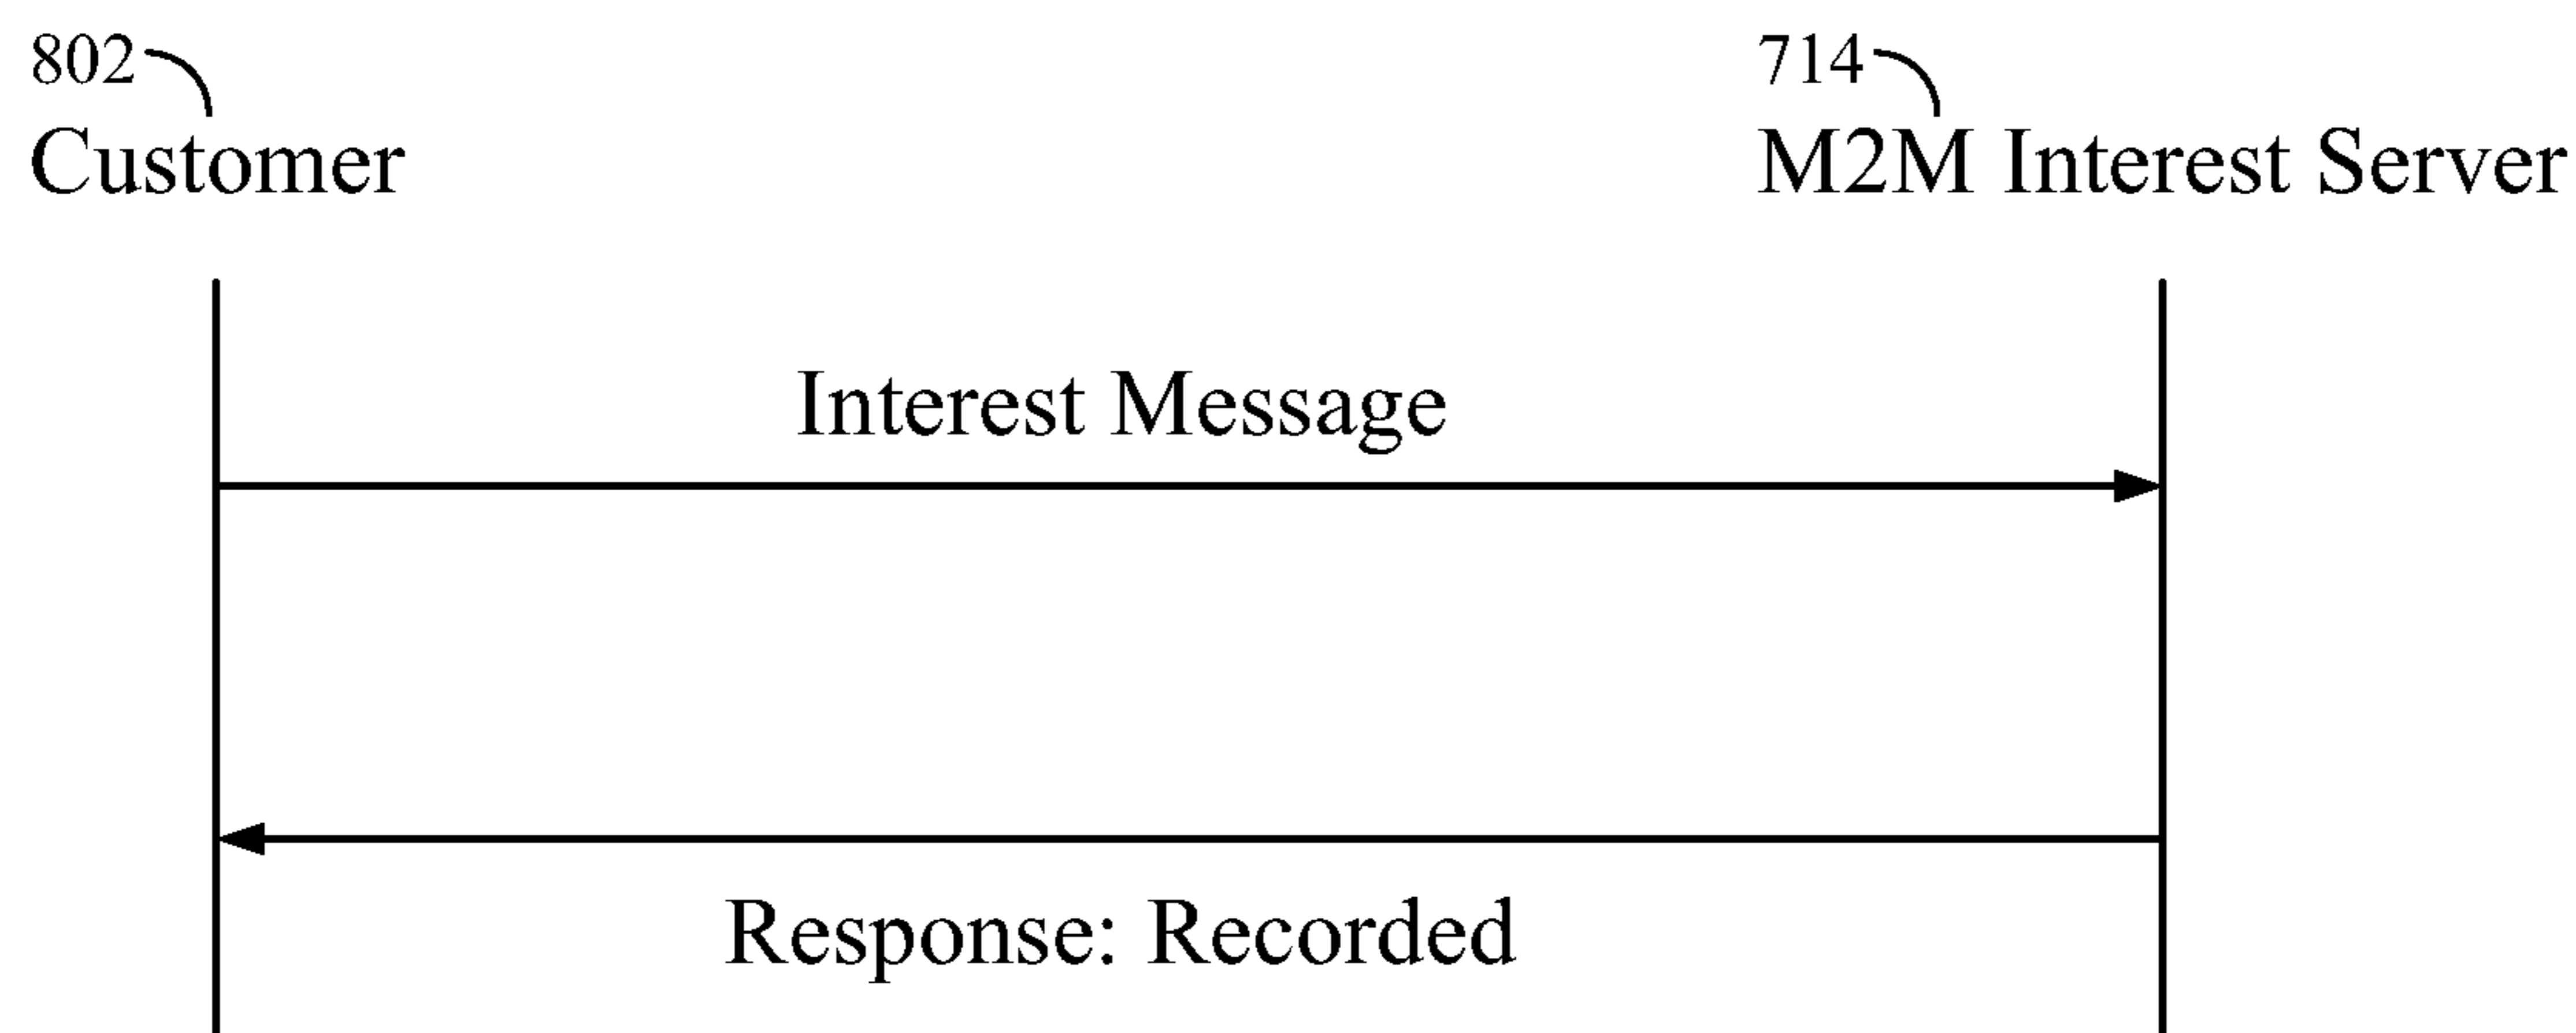 802
714
Customer
M2M Interest Server
Interest Message
Response: Recorded